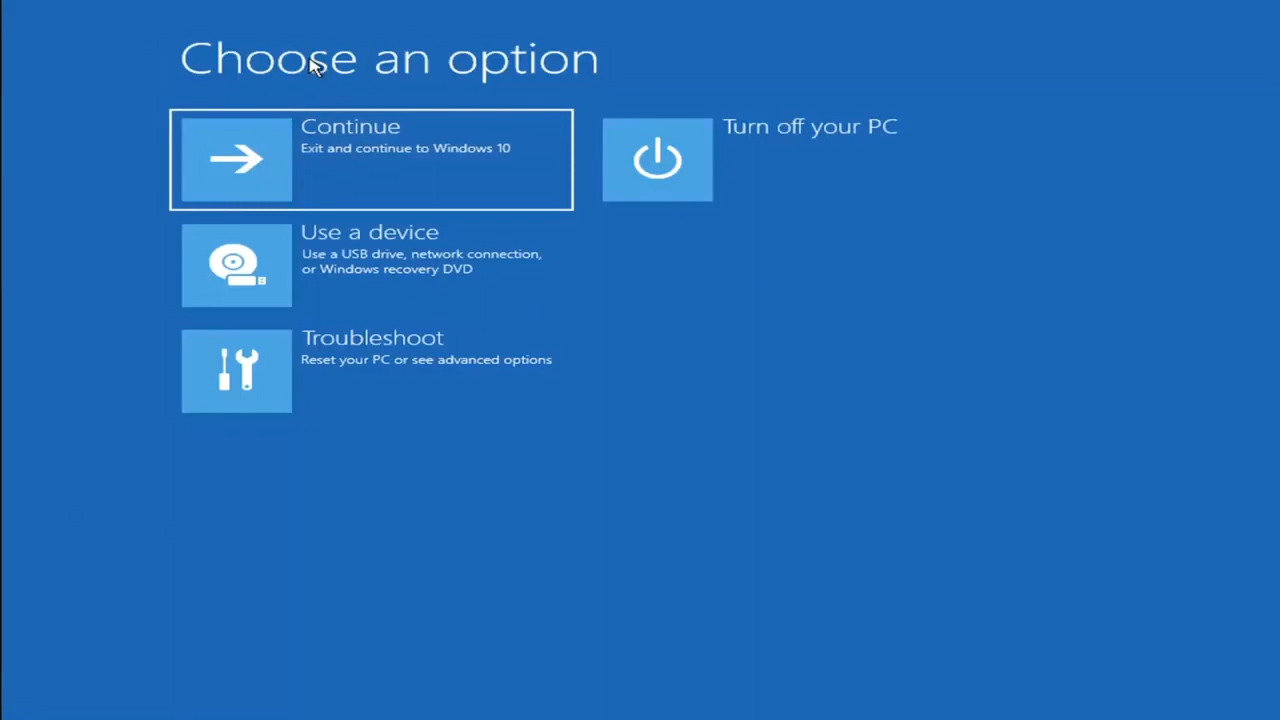 Choose an option
Continue
Exit and continue to Windows 10
Use a device
Use a USB drive, network connection,
or Windows recovery DVD
Troubleshoot
Reset your PC or see advanced options
Turn off your PC